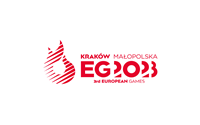 KRAKÓW MAŁOPOLSKA
EG2023
3rd EUROPEAN GAMES